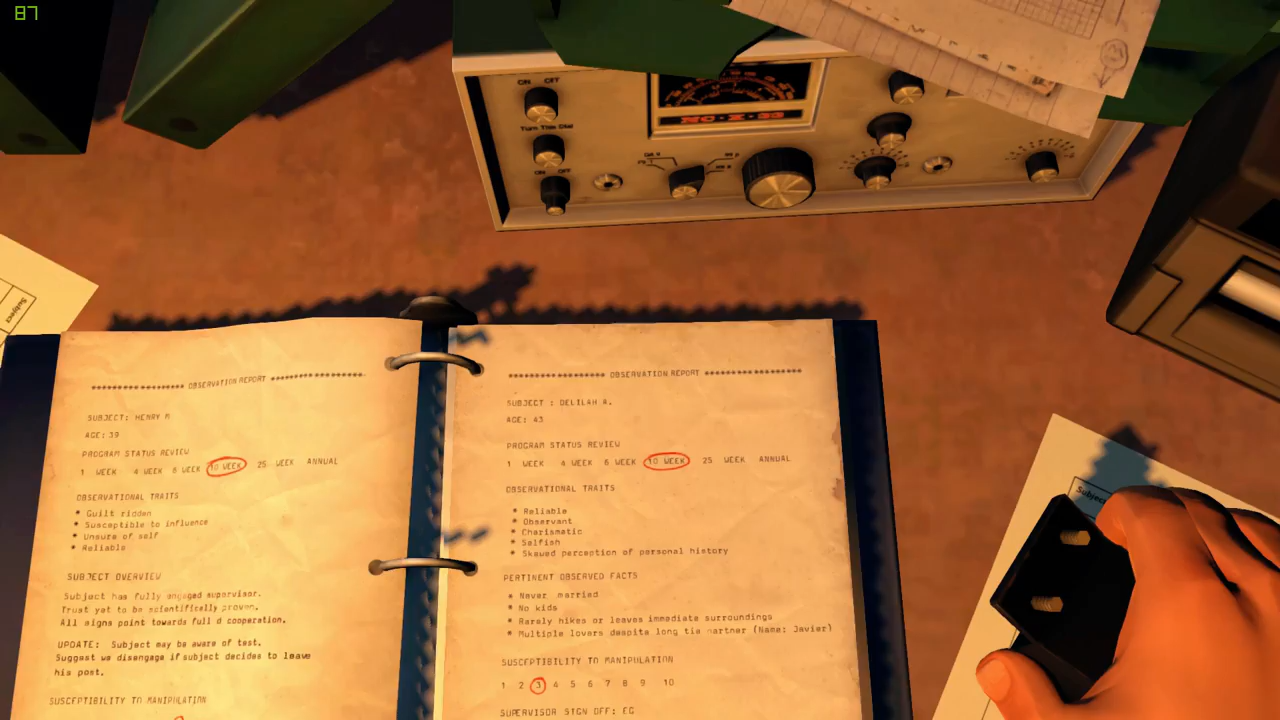 87
ON OFF
Turn This Dial
ON OFF
NC-X-33
Subject
******************** OBSERVATION REPORT ********************
SUBJECT: HENRY M
AGE: 39
PROGRAM STATUS REVIEW
1 WEEK 4 WEEK 6 WEEK 10 WEEK 25 WEEK ANNUAL
OBSERVATIONAL TRAITS
* Guilt ridden
* Susceptible to influence
* Unsure of self
* Reliable
SUBJECT OVERVIEW
Subject has fully engaged supervisor.
Trust yet to be scientifically proven.
All signs point towards full d cooperation.
UPDATE: Subject may be aware of test.
Suggest we disengage if subject decides to leave
his post.
SUSCEPTIBILITY TO MANIPULATION
******************** OBSERVATION REPORT ********************
SUBJECT : DELILAH A.
AGE: 43
PROGRAM STATUS REVIEW
1 WEEK 4 WEEK 6 WEEK 10 WEEK 25 WEEK ANNUAL
OBSERVATIONAL TRAITS
* Reliable
* Observant
* Charismatic
* Selfish
* Skewed perception of personal history
PERTINENT OBSERVED FACTS
* Never married
* No kids
* Rarely hikes or leaves immediate surroundings
* Multiple lovers despite long tie partner (Name: Javier)
SUSCEPTIBILITY TO MANIPULATION
1 2 3 4 5 6 7 8 9 10
SUPERVISOR SIGN OFF: EG
Subject